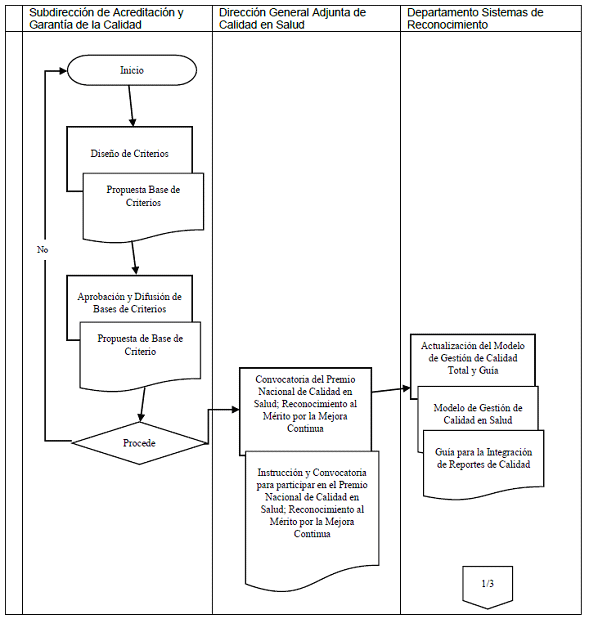 Subdirección de Acreditación y
Garantía de la Calidad
Dirección General Adjunta de
Calidad en Salud
Departamento Sistemas de
Reconocimiento
Inicio
Diseño de Criterios
Propuesta Base de
Criterios
No
Aprobación y Difusión de
Bases de Criterios
Propuesta de Base de
Criterio
Procede
Convocatoria del Premio
Nacional de Calidad en
Salud; Reconocimiento al
Mérito por la Mejora
Continua
Instrucción y Convocatoria
para participar en el Premio
Nacional de Calidad en
Salud; Reconocimiento al
Mérito por la Mejora
Continua
Actualización del Modelo
de Gestión de Calidad
Total y Guía
Modelo de Gestión de
Calidad en Salud
Guía para la Integración
de Reportes de Calidad
1/3